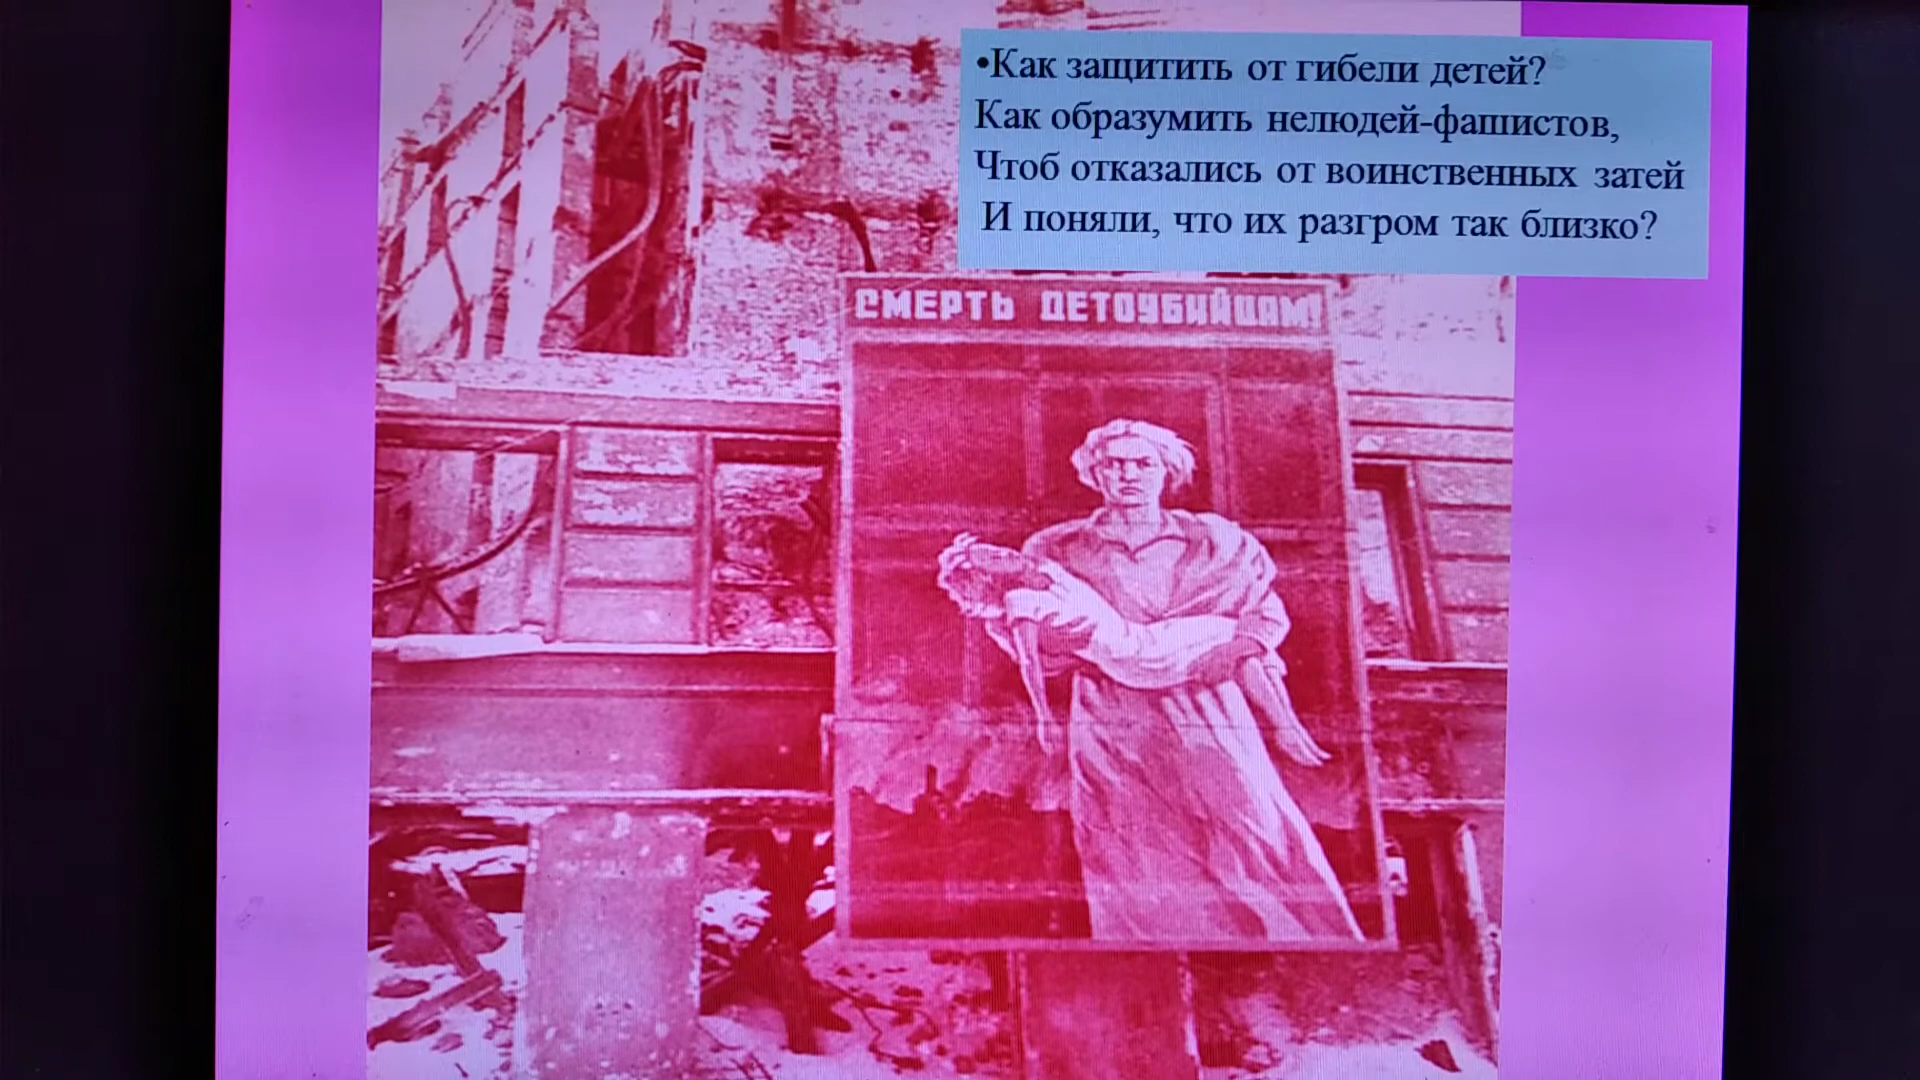 •Как защитить от гибели детей?
Как образумить нелюдей-фашистов,
Чтоб отказались от воинственных затей
И поняли, что их разгром так близко?
СМЕРТЬ ДЕТОУБИЙЦАМ!